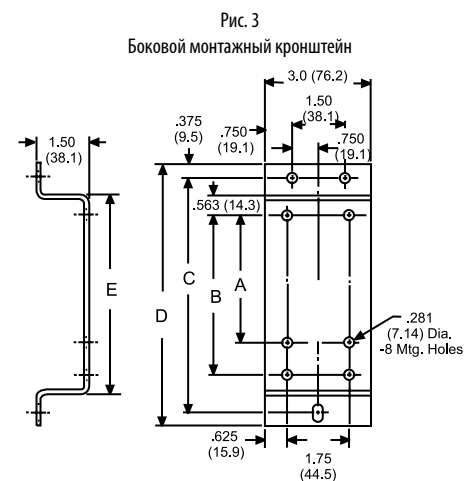 Рис. 3
Боковой монтажный кронштейн
3.0 (76.2)
1.50
(38.1)
.375
(9.5)
.750
(19.1)
.750
(19.1)
1.50
(38.1)
.563 (14.3)
A
B
C
D
E
.281
(7.14) Dia.
-8 Mtg. Holes
.625
(15.9)
1.75
(44.5)